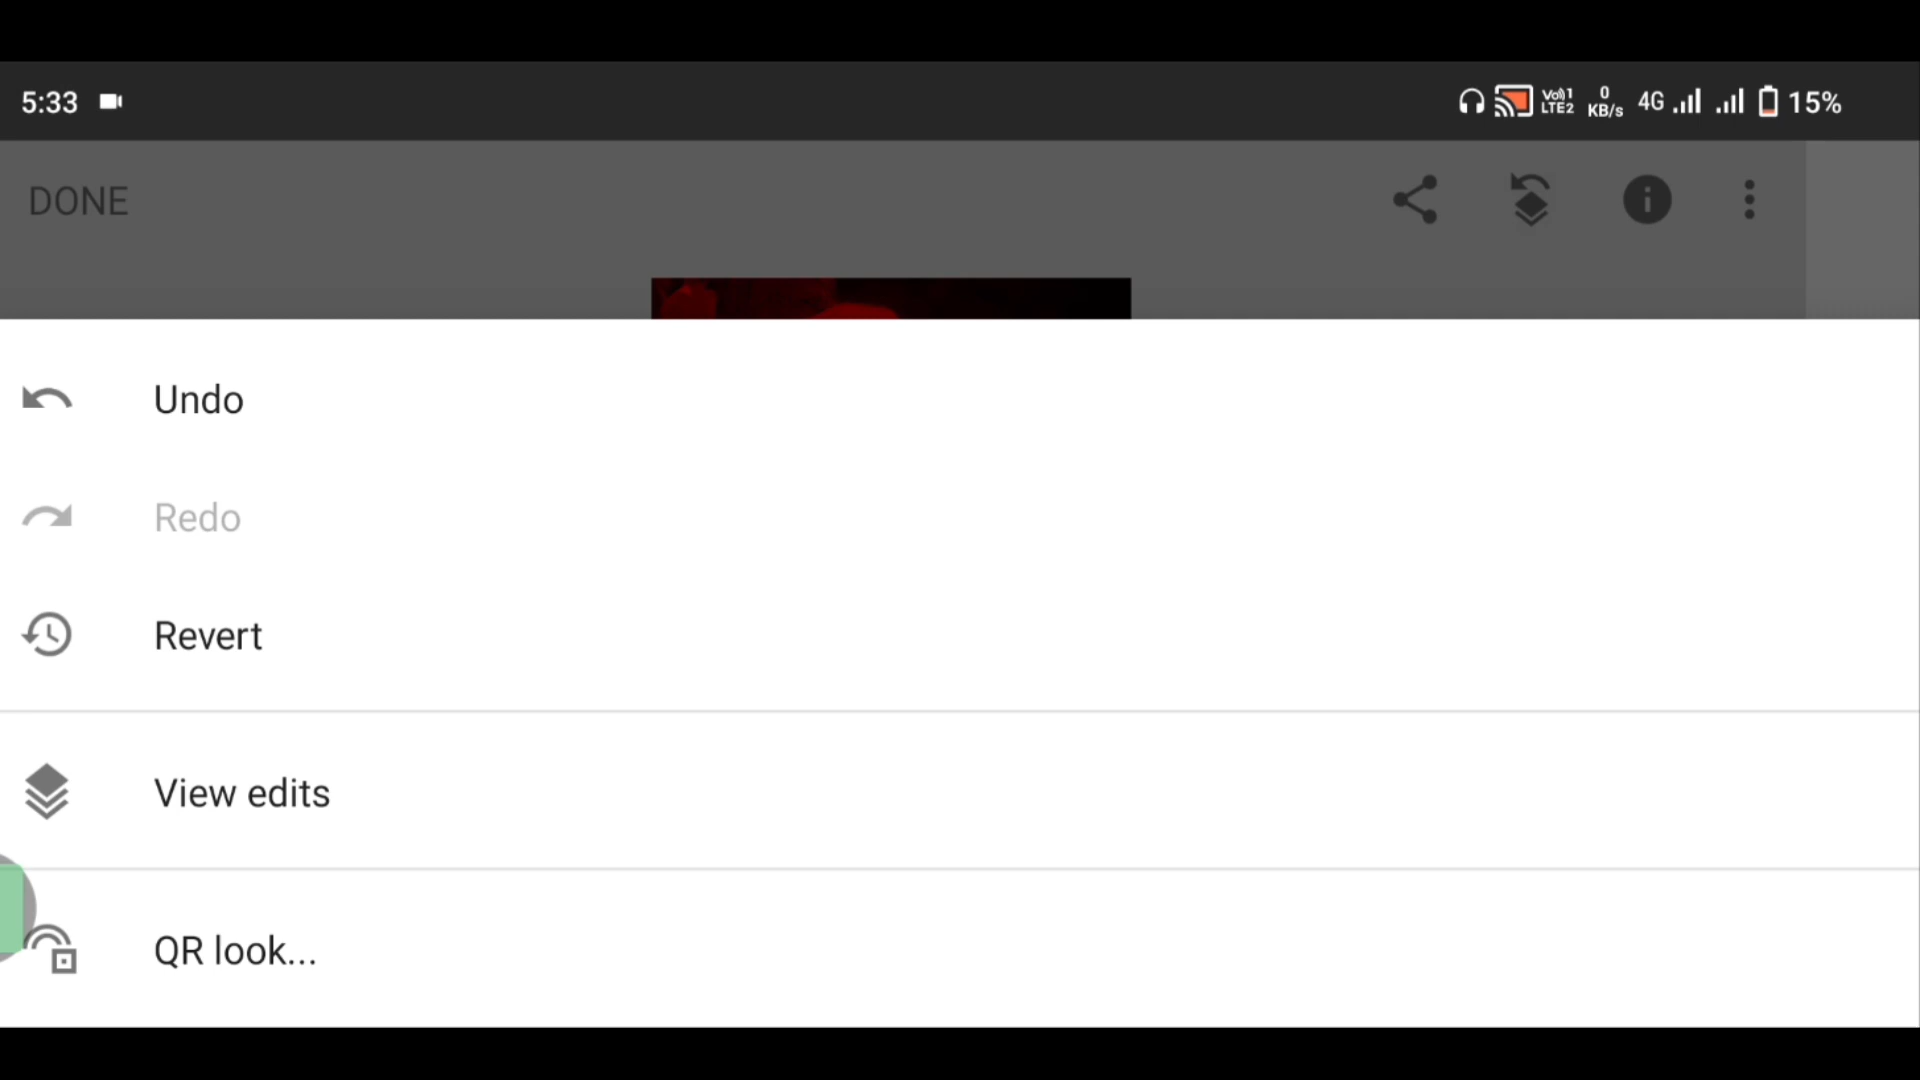 5:33 Vo))1 LTE2 0 KB/s 4G 15%
DONE
Undo
Redo
Revert
View edits
QR look...